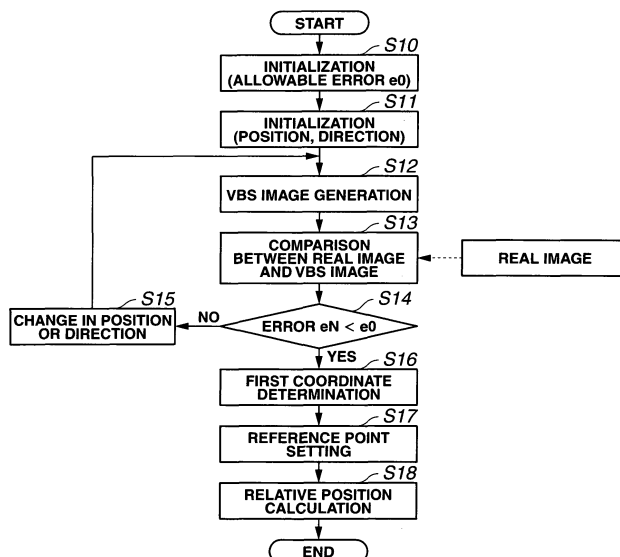 START
S10
INITIALIZATION
(ALLOWABLE ERROR e0)
S11
INITIALIZATION
(POSITION, DIRECTION)
S12
VBS IMAGE GENERATION
S13
COMPARISON
BETWEEN REAL IMAGE
AND VBS IMAGE
REAL IMAGE
S14
ERROR eN < e0
NO
S15
CHANGE IN POSITION
OR DIRECTION
YES
S16
FIRST COORDINATE
DETERMINATION
S17
REFERENCE POINT
SETTING
S18
RELATIVE POSITION
CALCULATION
END